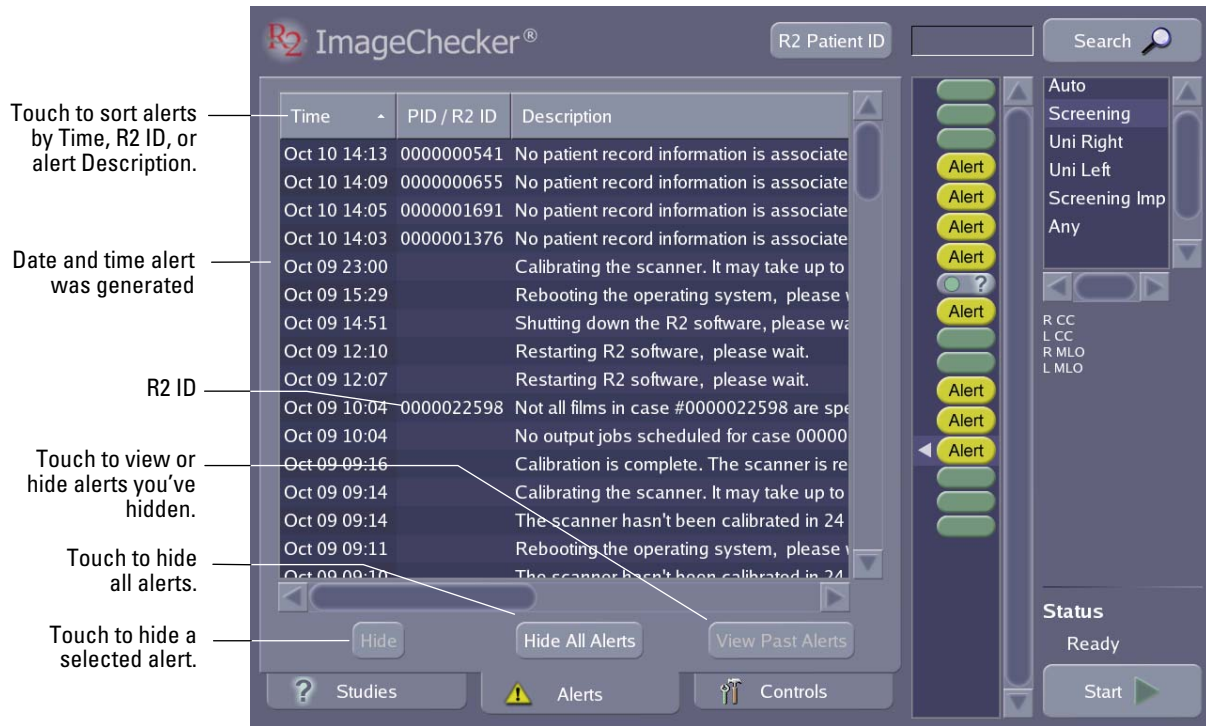 R2 ImageChecker®
R2 Patient ID
Search
Touch to sort alerts
by Time, R2 ID, or
alert Description.
Date and time alert
was generated
R2 ID
Touch to view or
hide alerts you've
hidden.
Touch to hide
all alerts.
Touch to hide a
selected alert.
Time PID / R2 ID Description
Oct 10 14:13 0000000541 No patient record information is associate
Oct 10 14:09 0000000655 No patient record information is associate
Oct 10 14:05 0000001691 No patient record information is associate
Oct 10 14:03 0000001376 No patient record information is associate
Oct 09 23:00 Calibrating the scanner. It may take up to
Oct 09 15:29 Rebooting the operating system, please
Oct 09 14:51 Shutting down the R2 software, please wa
Oct 09 12:10 Restarting R2 software, please wait.
Oct 09 12:07 Restarting R2 software, please wait.
Oct 09 10:04 0000022598 Not all films in case #0000022598 are spe
Oct 09 10:04 No output jobs scheduled for case 00000
Oct 09 09:16 Calibration is complete. The scanner is re
Oct 09 09:14 Calibrating the scanner. It may take up to
Oct 09 09:14 The scanner hasn't been calibrated in 24
Oct 09 09:11 Rebooting the operating system, please
Oct 09 09:10 The scanner hasn't been calibrated in 24
Hide
Hide All Alerts
View Past Alerts
? Studies
Alerts
Controls
Alert
Alert
Alert
Alert
?
Alert
Alert
Alert
Alert
Auto
Screening
Uni Right
Uni Left
Screening Imp
Any
R CC
L CC
R MLO
L MLO
Status
Ready
Start